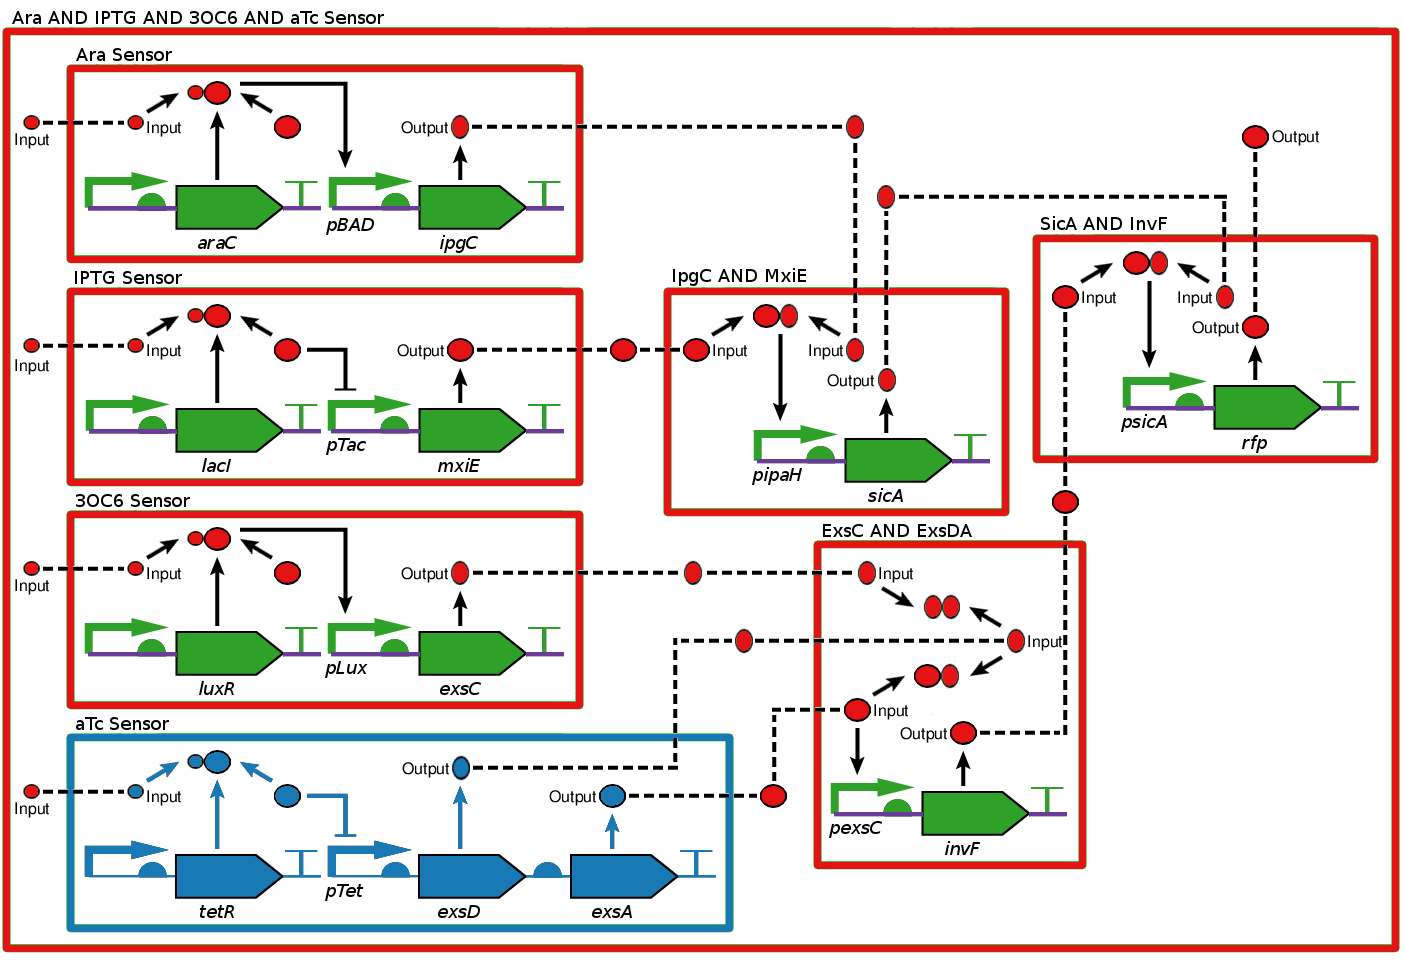 Ara AND IPTG AND 3OC6 AND aTc Sensor
Ara Sensor
Input
Input
Output
araC
pBAD
ipgC
IPTG Sensor
Input
Input
Output
lacI
pTac
mxiE
3OC6 Sensor
Input
Input
Output
luxR
pLux
exsC
aTc Sensor
Input
Input
Output
Output
tetR
pTet
exsD
exsA
IpgC AND MxiE
Input
Input
Output
pipaH
sicA
ExsC AND ExsDA
Input
Input
Input
Output
pexsC
invF
Output
SicA AND InvF
Input
Input
Output
psicA
rfp